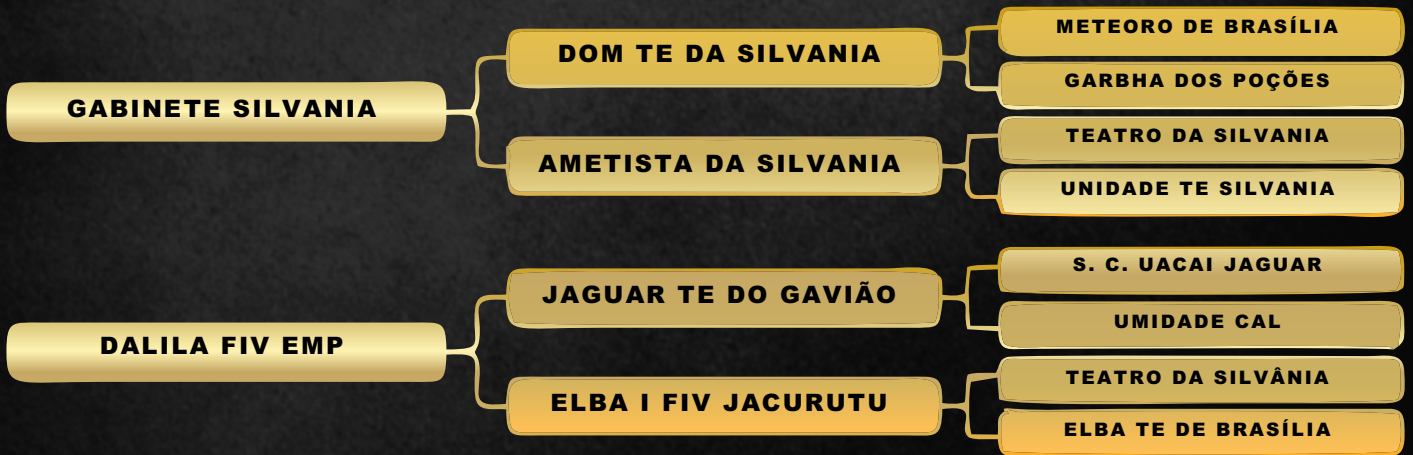 GABINETE SILVANIA
DOM TE DA SILVANIA
METEORO DE BRASÍLIA
GARBHA DOS POÇÕES
AMETISTA DA SILVANIA
TEATRO DA SILVANIA
UNIDADE TE SILVANIA
DALILA FIV EMP
JAGUAR TE DO GAVIÃO
S. C. UACAI JAGUAR
UMIDADE CAL
ELBA I FIV JACURUTU
TEATRO DA SILVÂNIA
ELBA TE DE BRASÍLIA